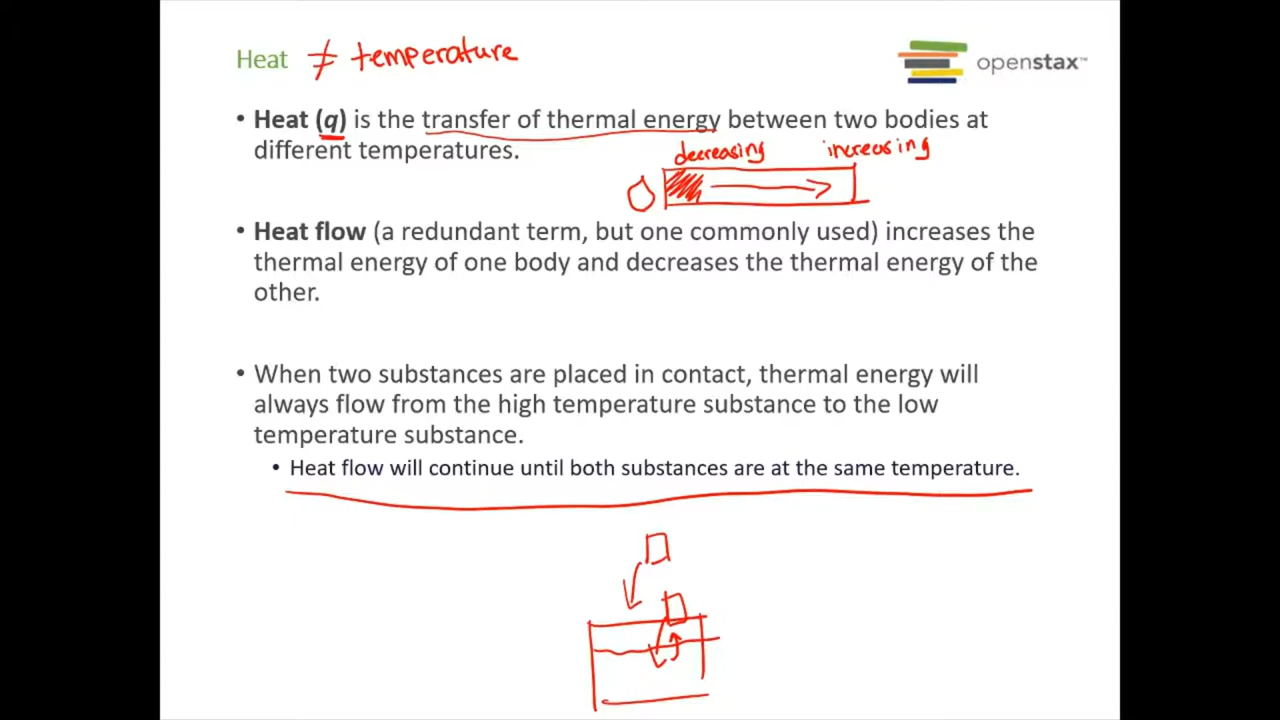 Heat ≠ temperature
openstax™
• Heat (q) is the transfer of thermal energy between two bodies at
different temperatures.
decreasing increasing
• Heat flow (a redundant term, but one commonly used) increases the
thermal energy of one body and decreases the thermal energy of the
other.
• When two substances are placed in contact, thermal energy will
always flow from the high temperature substance to the low
temperature substance.
• Heat flow will continue until both substances are at the same temperature.